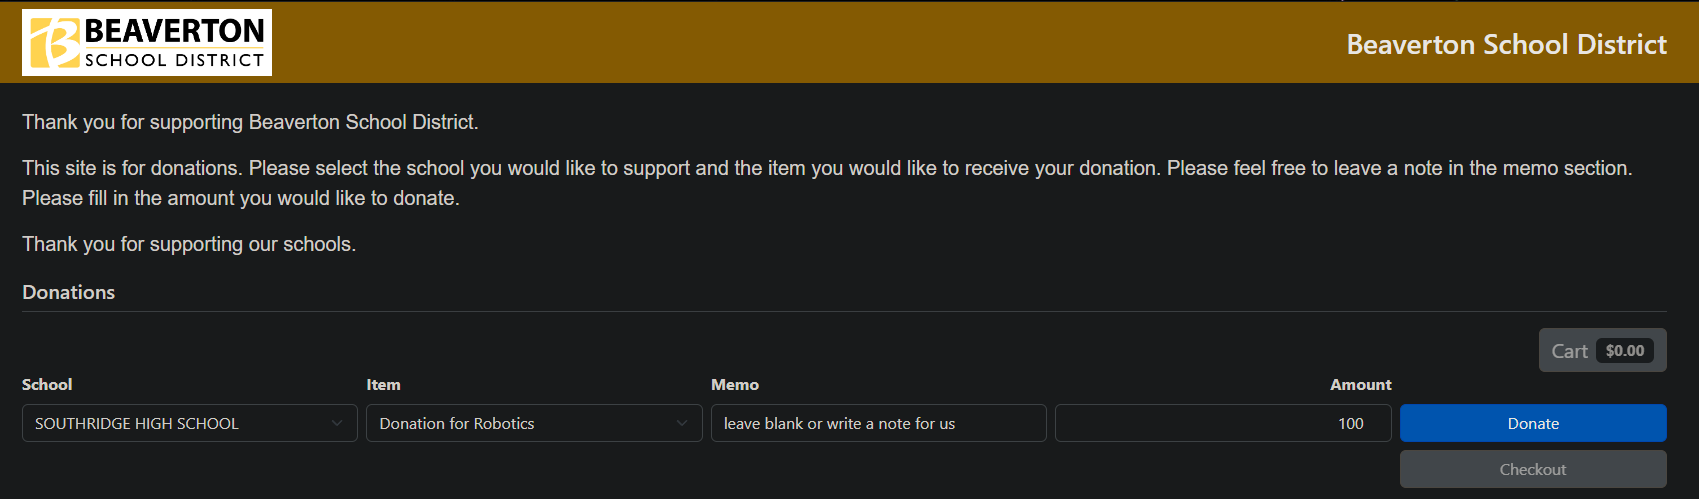 BEAVERTON
SCHOOL DISTRICT
Beaverton School District
Thank you for supporting Beaverton School District.
This site is for donations. Please select the school you would like to support and the item you would like to receive your donation. Please feel free to leave a note in the memo section.
Please fill in the amount you would like to donate.
Thank you for supporting our schools.
Donations
Cart $0.00
School Item Memo Amount
SOUTHRIDGE HIGH SCHOOL Donation for Robotics leave blank or write a note for us 100 Donate
Checkout